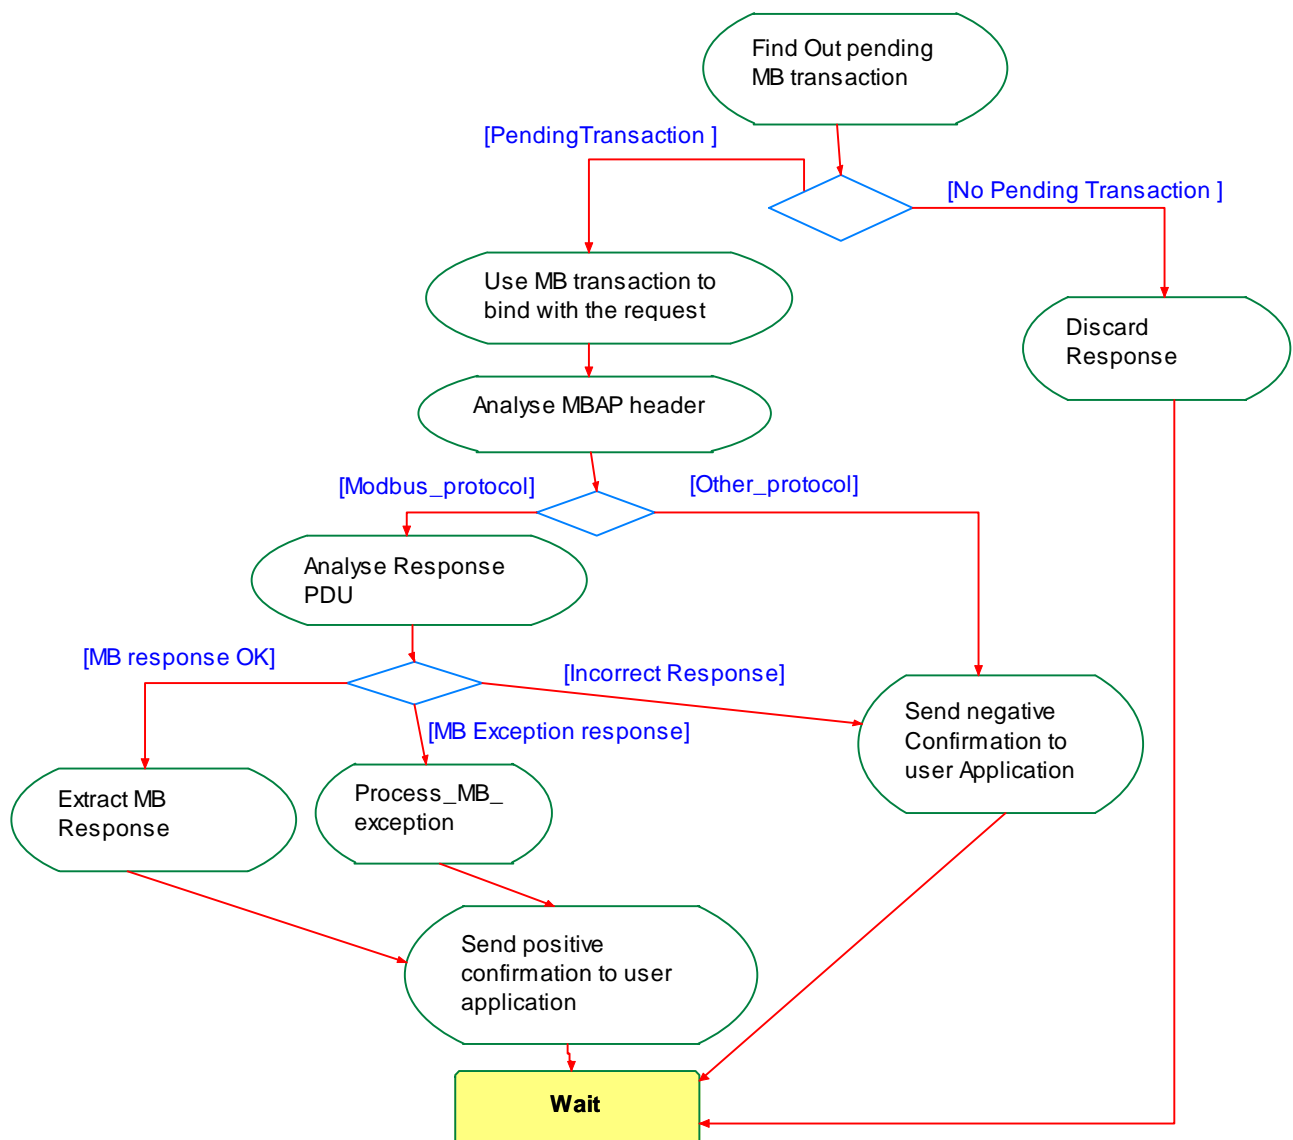 Find Out pending
MB transaction
[PendingTransaction ]
[No Pending Transaction ]
Use MB transaction to
bind with the request
Discard
Response
Analyse MBAP header
[Modbus_protocol]
[Other_protocol]
Analyse Response
PDU
[MB response OK]
[Incorrect Response]
[MB Exception response]
Send negative
Confirmation to
user Application
Extract MB
Response
Process_MB_
exception
Send positive
confirmation to user
application
Wait